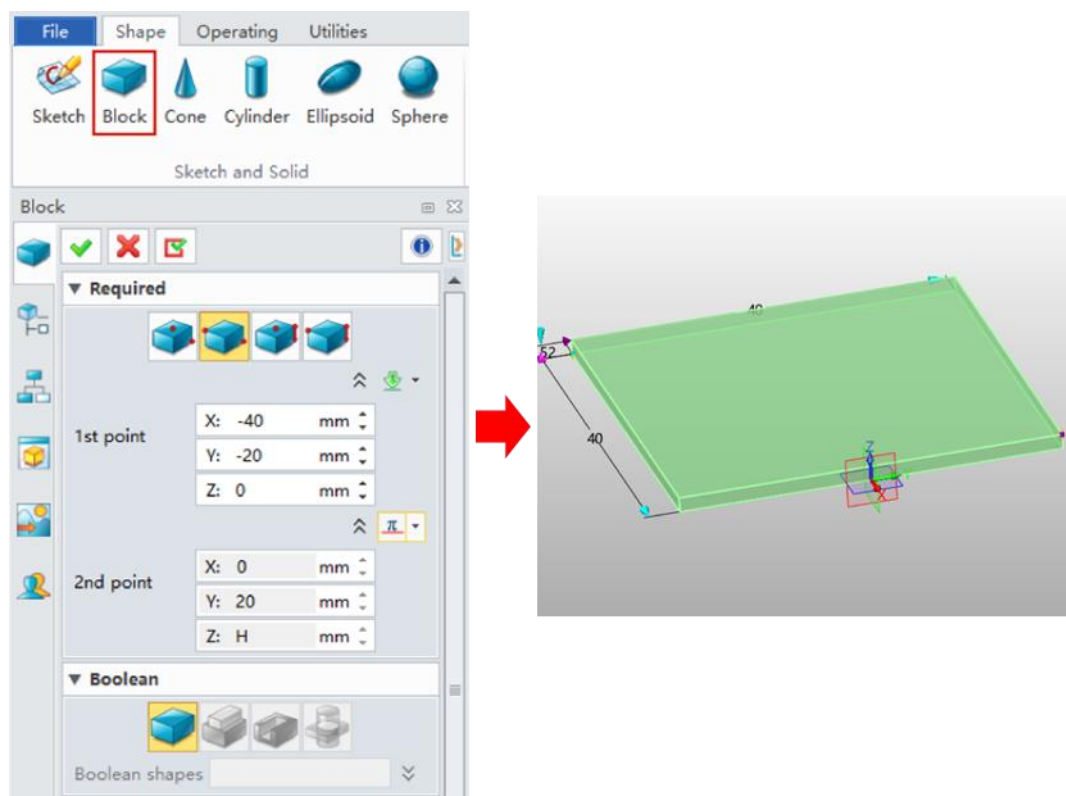 File Shape Operating Utilities
Sketch Block Cone Cylinder Ellipsoid Sphere
Sketch and Solid
Block
▼ Required
1st point
X: -40 mm
Y: -20 mm
Z: 0 mm
π
2nd point
X: 0 mm
Y: 20 mm
Z: H mm
▼ Boolean
Boolean shapes
40
52
40
Z
X